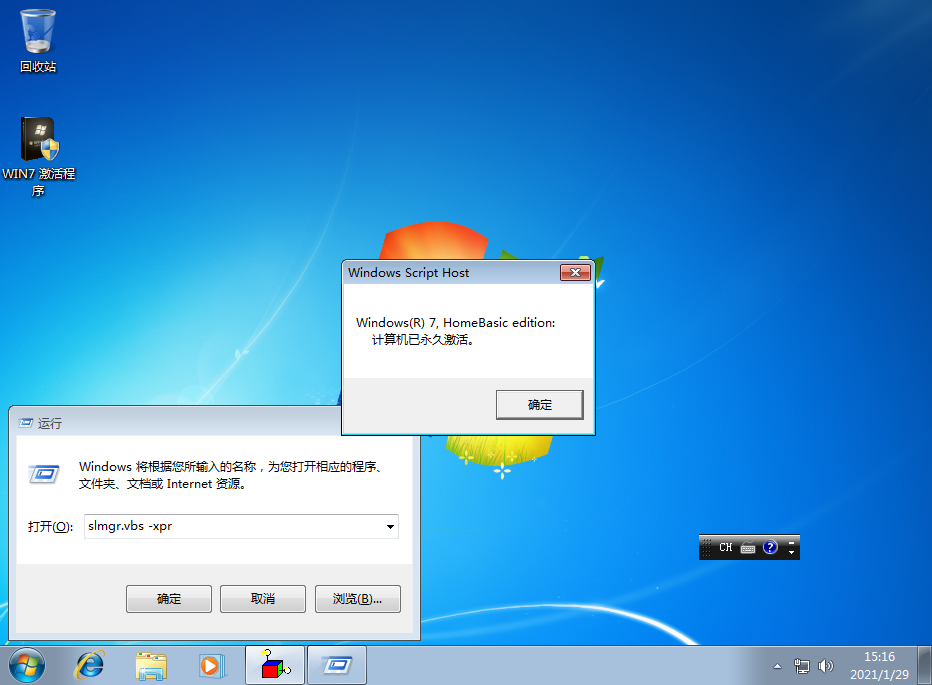 回收站
WIN7 激活程
序
Windows Script Host
Windows(R) 7, HomeBasic edition:
计算机已永久激活。
确定
运行
Windows 将根据您所输入的名称，为您打开相应的程序、
文件夹、文档或 Internet 资源。
打开(O):
slmgr.vbs -xpr
确定
取消
浏览(B)...
CH
?
15:16
2021/1/29